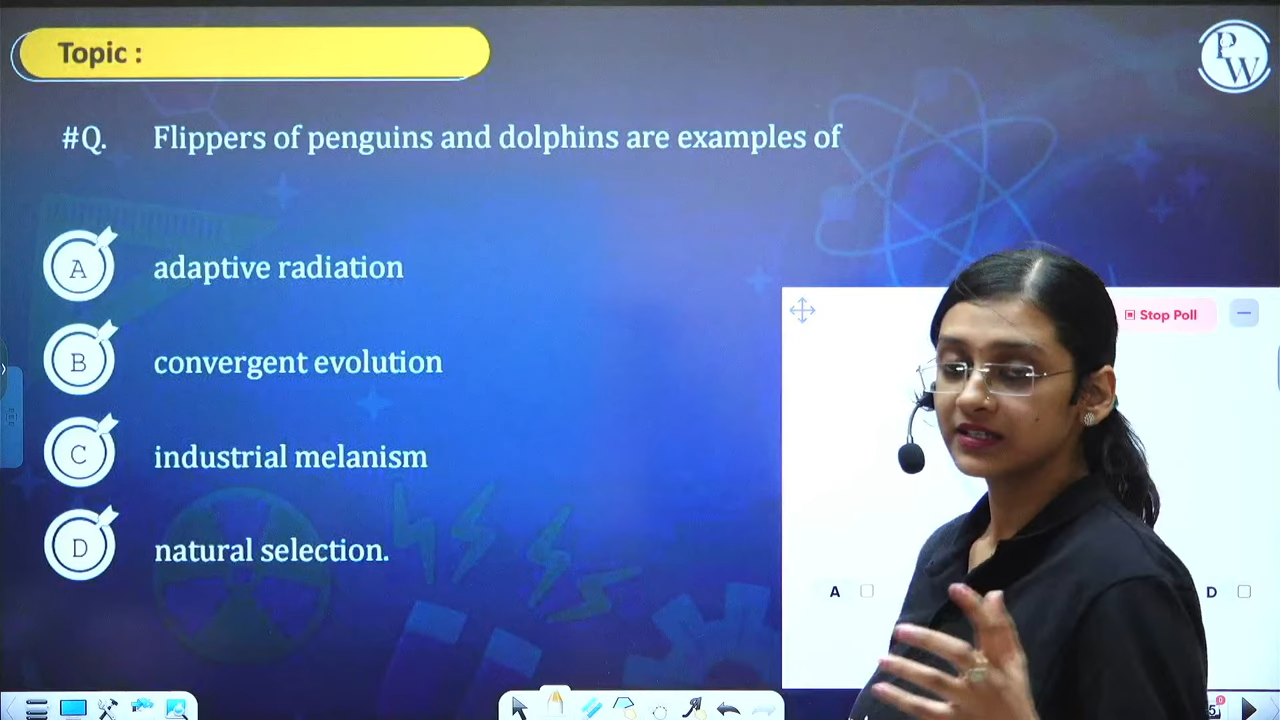 Topic :
PW
#Q. Flippers of penguins and dolphins are examples of
A adaptive radiation
B convergent evolution
C industrial melanism
D natural selection.
Stop Poll
A
D